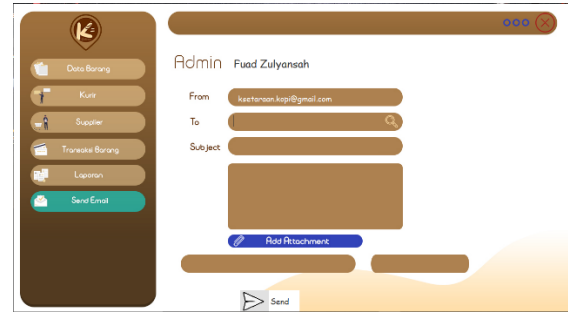 K
Data Barang
Kurir
Supplier
Transaksi Barang
Laporan
Send Email
Admin Fuad Zulyansah
From ksetarsan.kopi@gmail.com
To
Subject
Add Attachment
Send